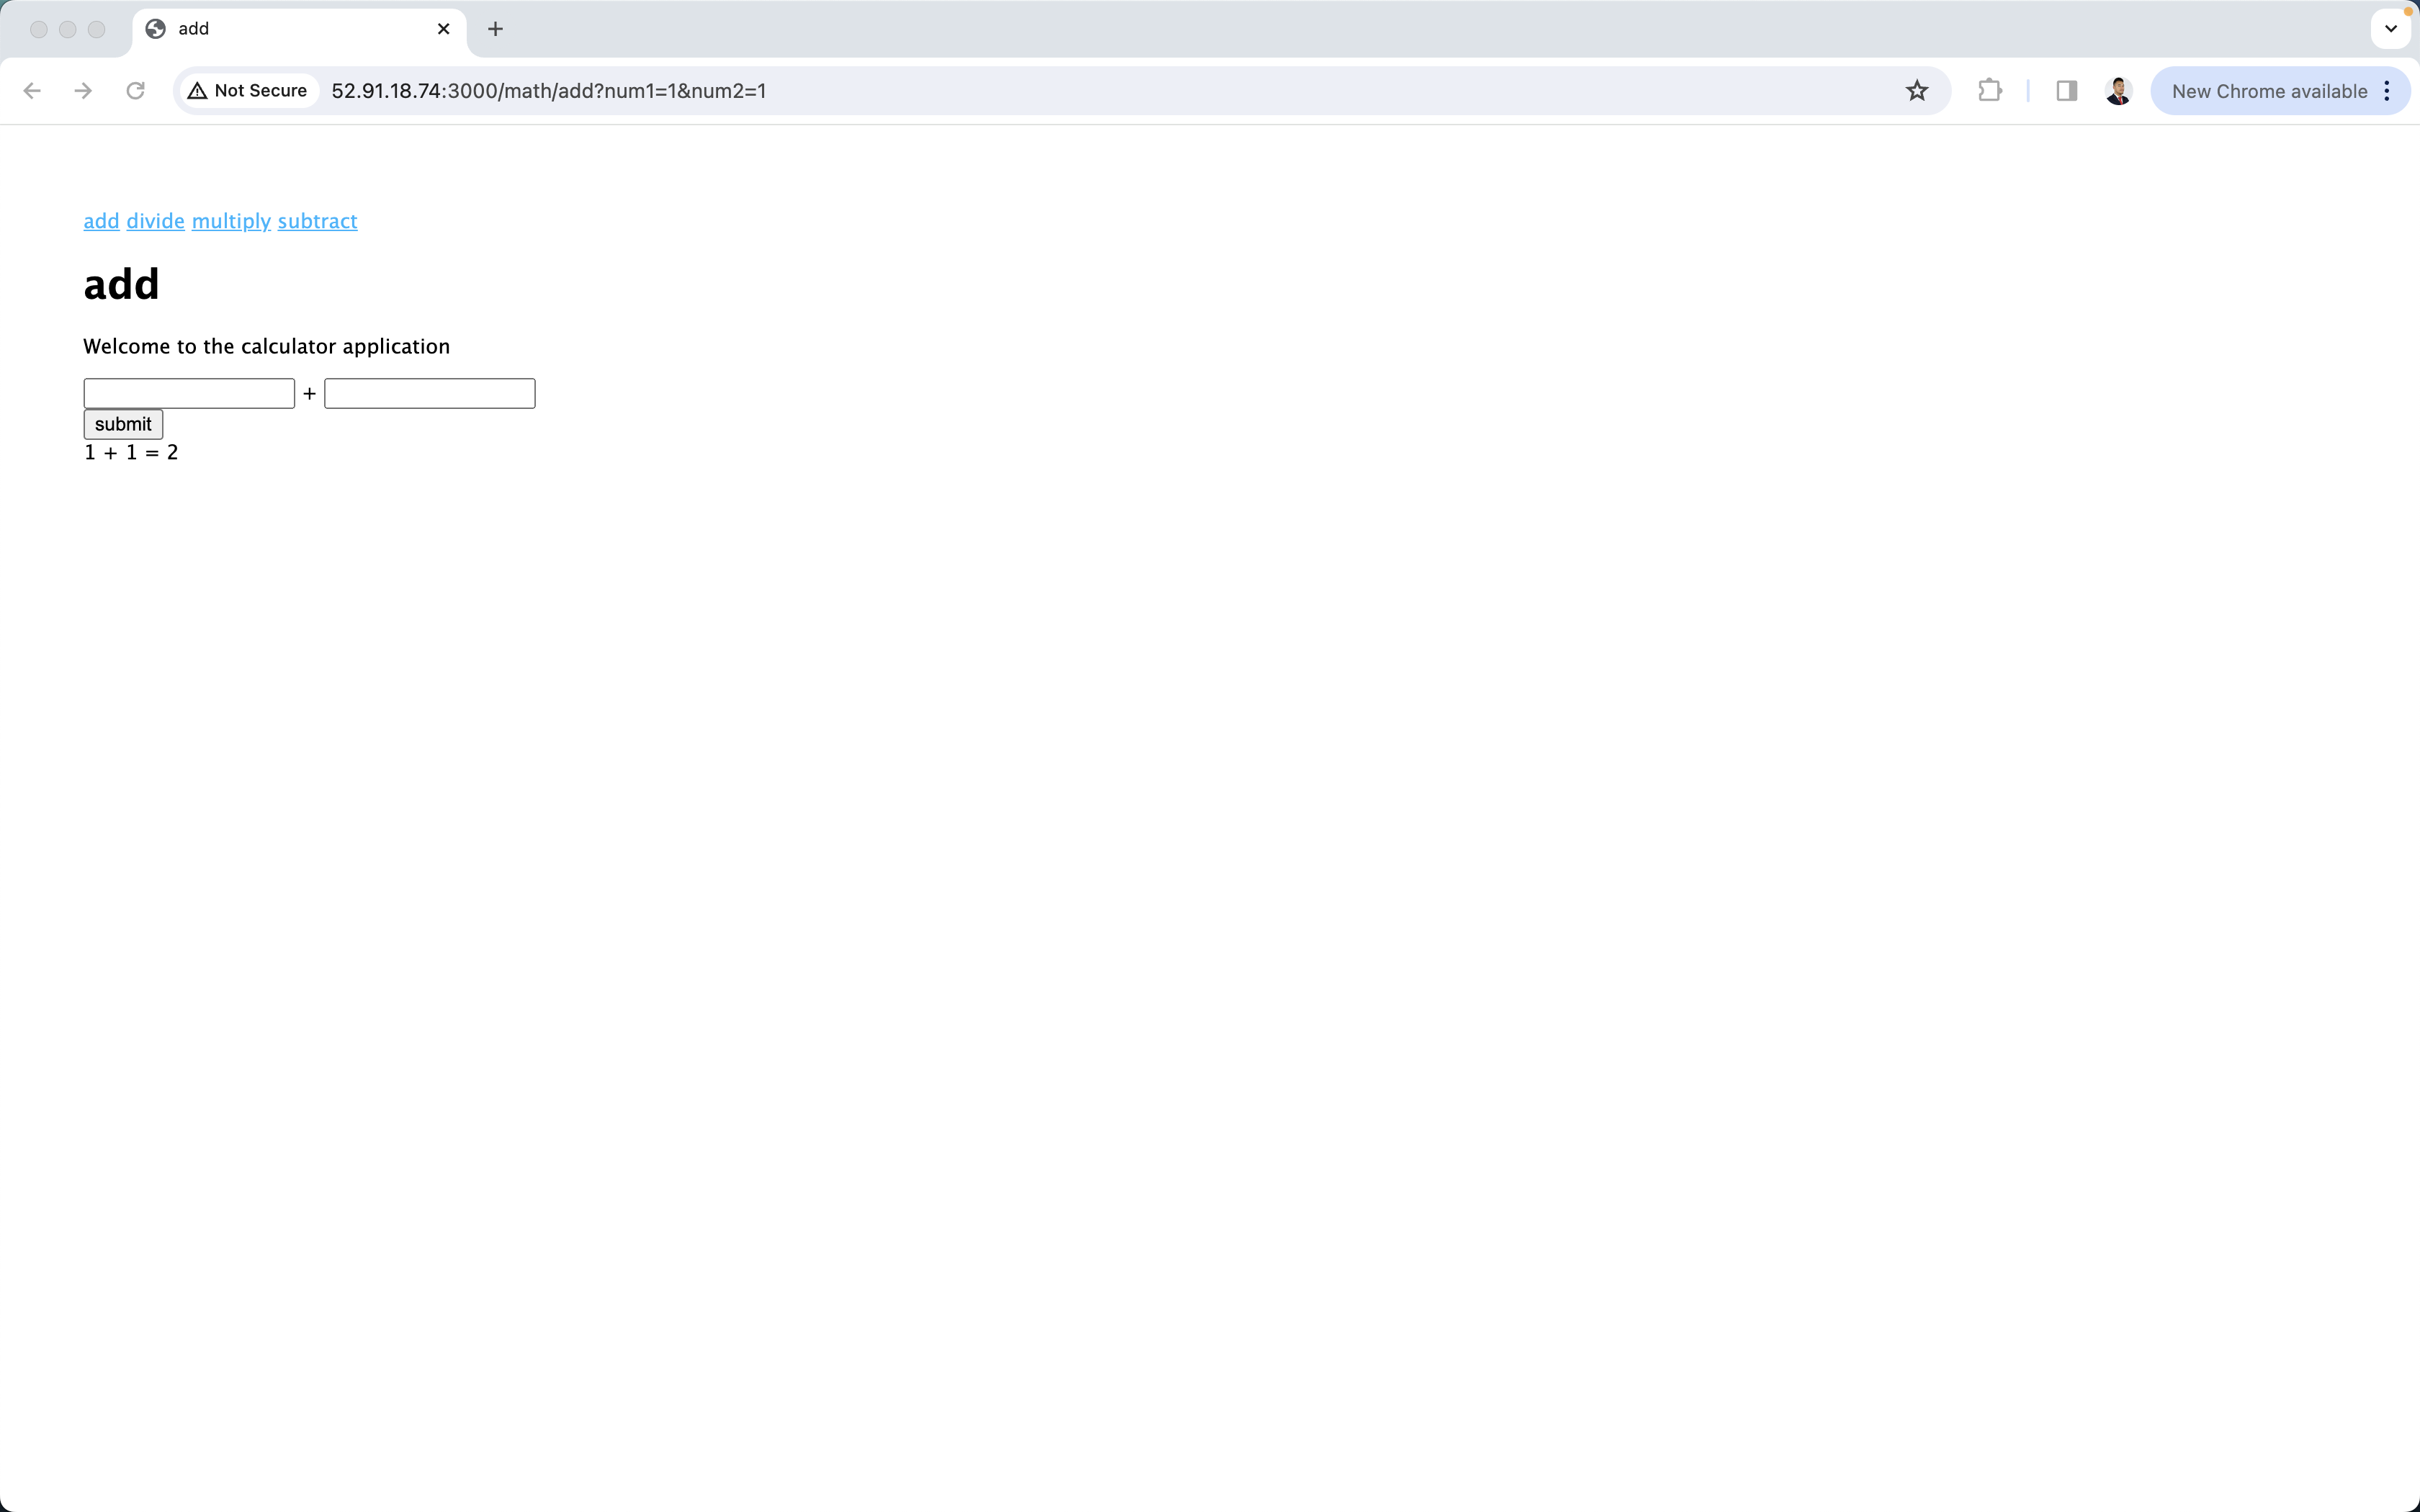 add
Not Secure 52.91.18.74:3000/math/add?num1=1&num2=1 New Chrome available
add divide multiply subtract
add
Welcome to the calculator application
+
submit
1 + 1 = 2